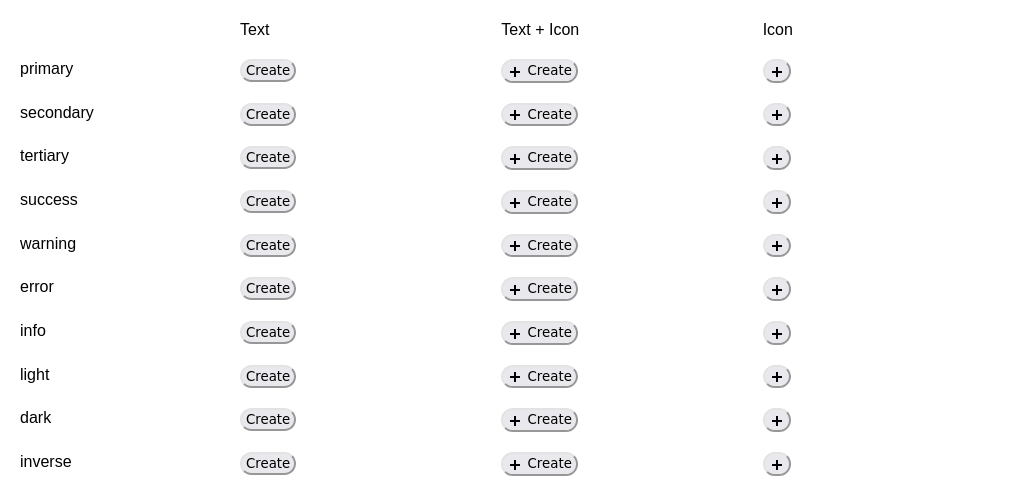 Text Text + Icon Icon
primary Create Create
secondary Create Create
tertiary Create Create
success Create Create
warning Create Create
error Create Create
info Create Create
light Create Create
dark Create Create
inverse Create Create